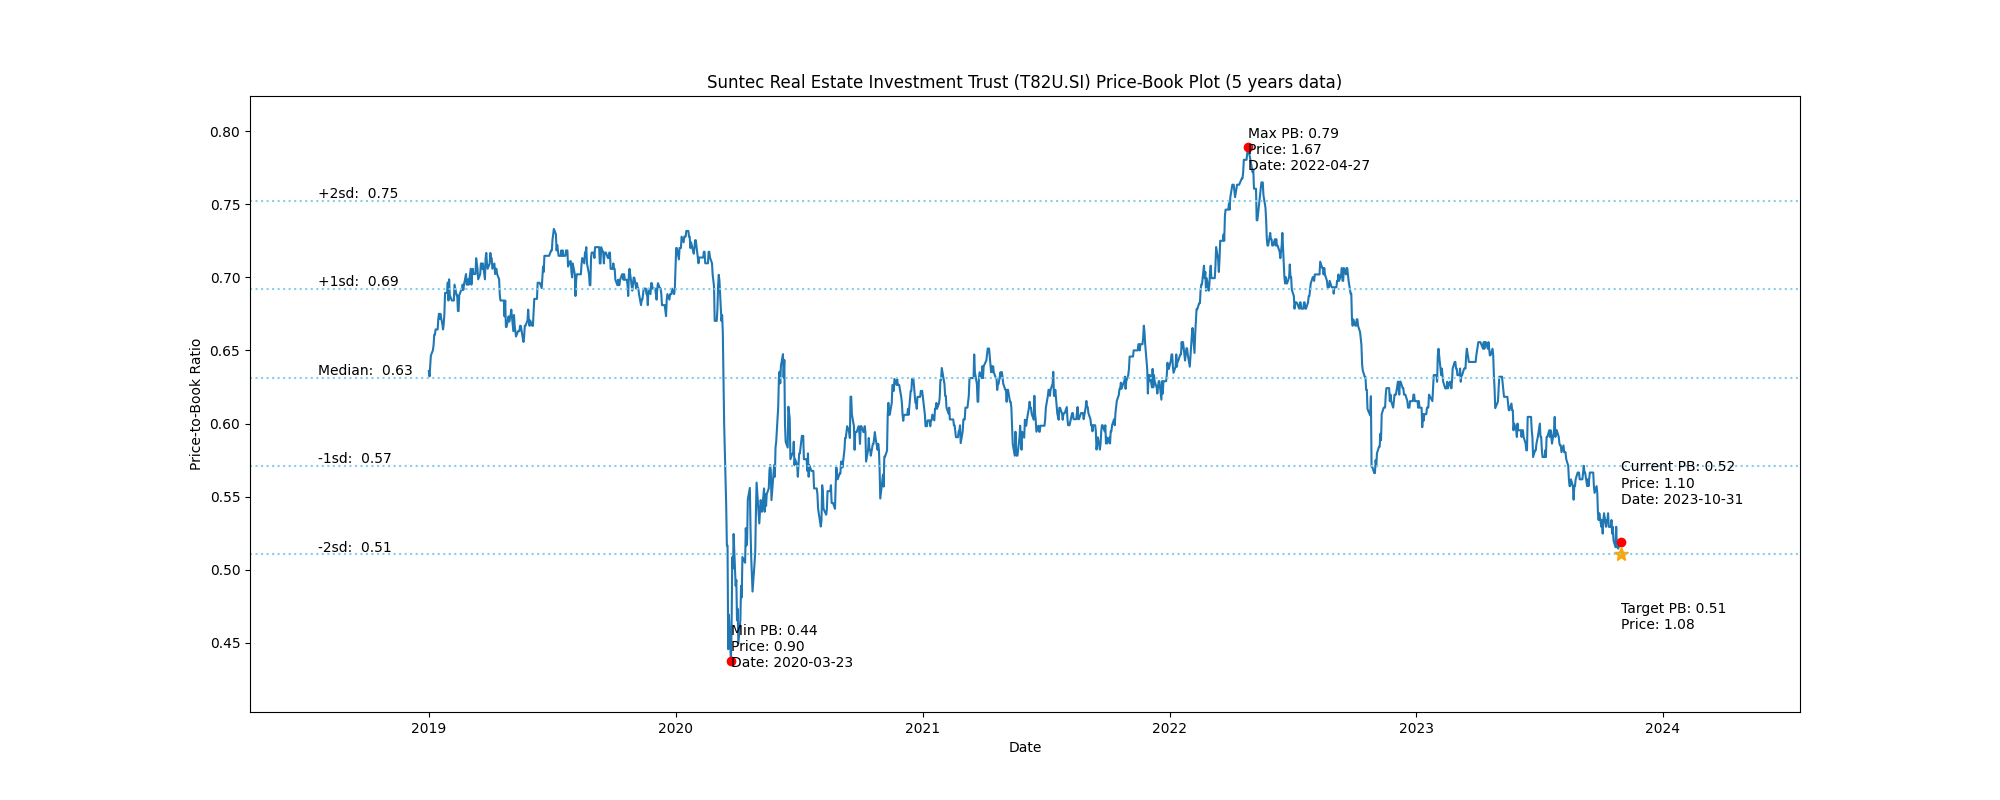 Suntec Real Estate Investment Trust (T82U.SI) Price-Book Plot (5 years data)
Price-to-Book Ratio
0.80
0.75
0.70
0.65
0.60
0.55
0.50
0.45
+2sd:  0.75
+1sd:  0.69
Median:  0.63
-1sd:  0.57
-2sd:  0.51
Max PB: 0.79
Price: 1.67
Date: 2022-04-27
Current PB: 0.52
Price: 1.10
Date: 2023-10-31
Target PB: 0.51
Price: 1.08
Min PB: 0.44
Price: 0.90
Date: 2020-03-23
2019
2020
2021
2022
2023
2024
Date